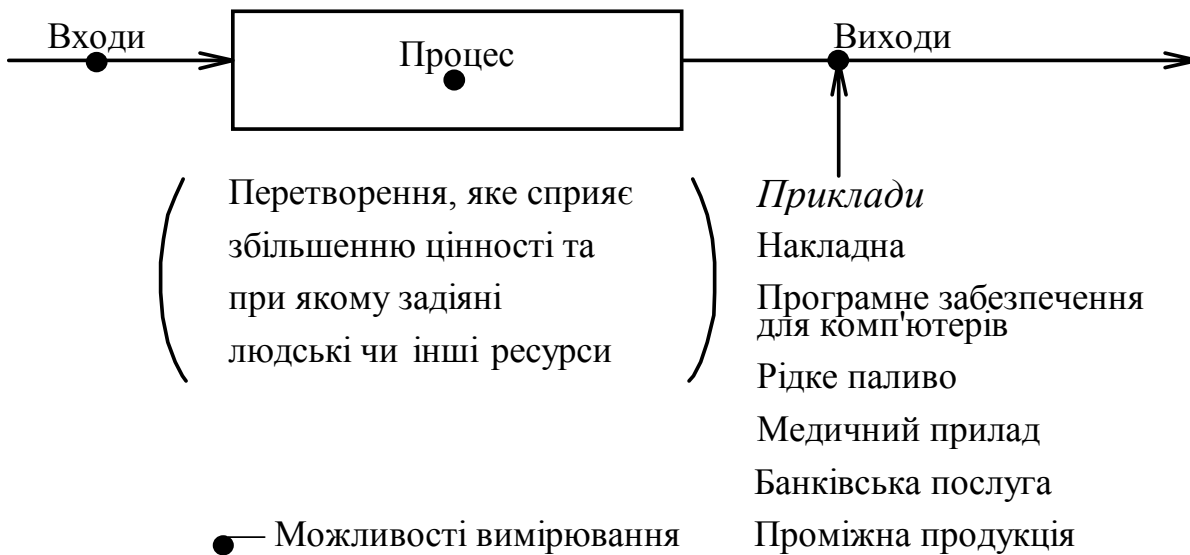 Входи
Процес
Виходи
Перетворення, яке сприяє
збільшенню цінності та
при якому задіяні
людські чи інші ресурси
Приклади
Накладна
Програмне забезпечення
для комп'ютерів
Рідке паливо
Медичний прилад
Банківська послуга
Проміжна продукція
Можливості вимірювання